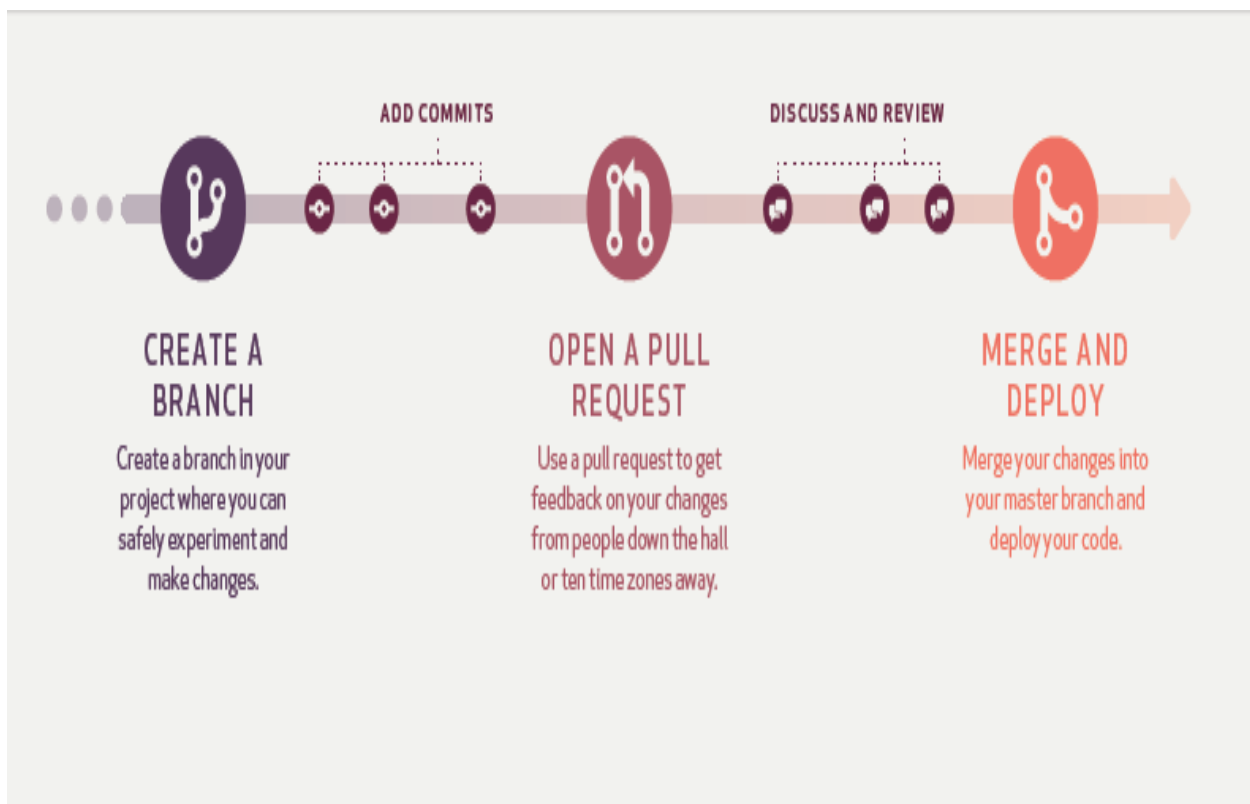 ADD COMMITS
DISCUSS AND REVIEW
CREATE A
BRANCH
Create a branch in your
project where you can
safely experiment and
make changes.
OPEN A PULL
REQUEST
Use a pull request to get
feedback on your changes
from people down the hall
or ten time zones away.
MERGE AND
DEPLOY
Merge your changes into
your master branch and
deploy your code.